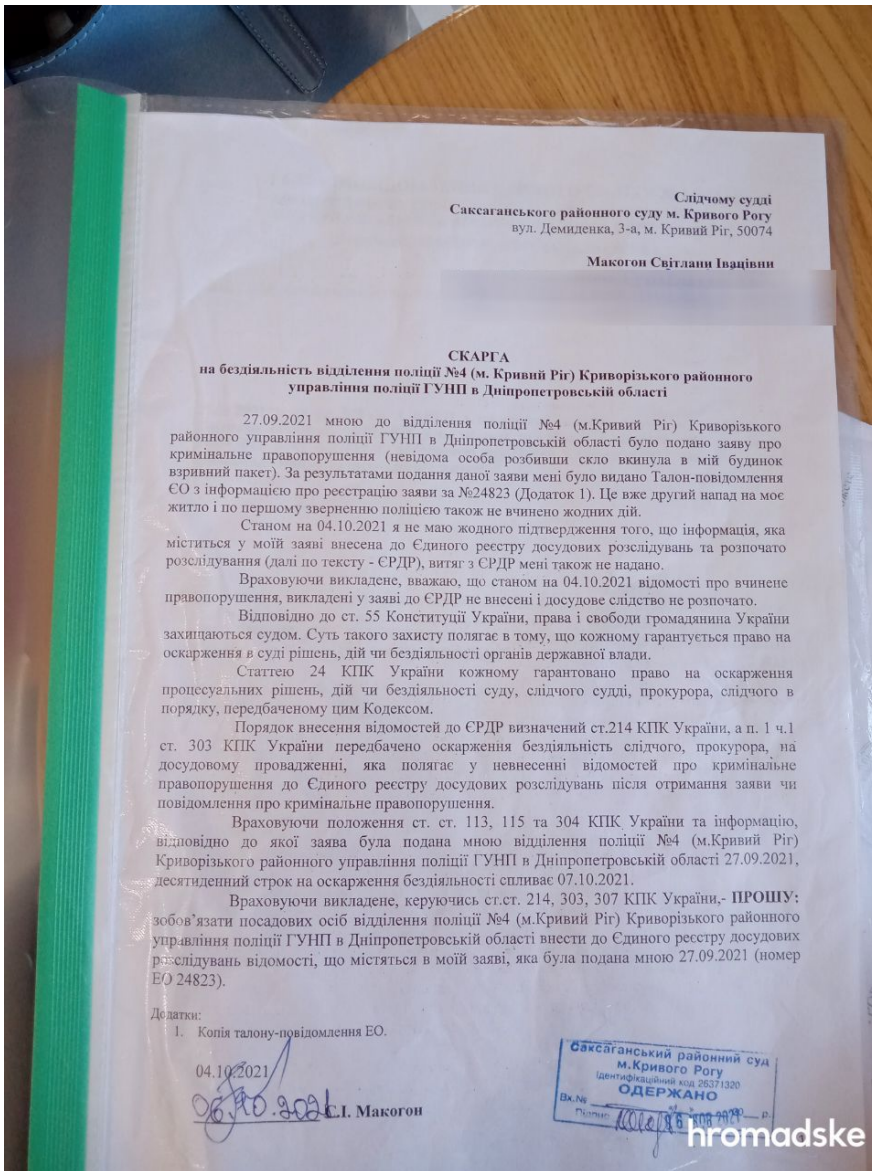 Слідчому судді
Саксаганського районного суду м. Кривого Рогу
вул. Демиденка, 3-а, м. Кривий Ріг, 50074
Макогон Світлани Івацівни
СКАРГА
на бездіяльність відділення поліції №4 (м. Кривий Ріг) Криворізького районного
управління поліції ГУНП в Дніпропетровській області
27.09.2021 мною до відділення поліції №4 (м.Кривий Ріг) Криворізького
районного управління поліції ГУНП в Дніпропетровській області було подано заяву про
кримінальне правопорушення (невідома особа розбивши скло вкинула в мій будинок
взривний пакет). За результатами подання даної заяви мені було видано Талон-повідомлення
ЄО з інформацією про реєстрацію заяви за №24823 (Додаток 1). Це вже другий напад на моє
житло і по першому зверненню поліцією також не вчинено жодних дій.
Станом на 04.10.2021 я не маю жодного підтвердження того, що інформація, яка
міститься у моїй заяві внесена до Єдиного реєстру досудових розслідувань та розпочато
розслідування (далі по тексту - ЄРДР), витяг з ЄРДР мені також не надано.
Враховуючи викладене, вважаю, що станом на 04.10.2021 відомості про вчинене
правопорушення, викладені у заяві до ЄРДР не внесені і досудове слідство не розпочато.
Відповідно до ст. 55 Конституції України, права і свободи громадянина України
захищаються судом. Суть такого захисту полягає в тому, що кожному гарантується право на
оскарження в суді рішень, дій чи бездіяльності органів державної влади.
Статтею 24 КПК України кожному гарантовано право на оскарження
процесуальних рішень, дій чи бездіяльності суду, слідчого судді, прокурора, слідчого в
порядку, передбаченому цим Кодексом.
Порядок внесення відомостей до ЄРДР визначений ст.214 КПК України, а п. 1 ч.1
ст. 303 КПК України передбачено оскарження бездіяльність слідчого, прокурора, на
досудовому провадженні, яка полягає у невнесенні відомостей про кримінальне
правопорушення до Єдиного реєстру досудових розслідувань після отримання заяви чи
повідомлення про кримінальне правопорушення.
Враховуючи положення ст. ст. 113, 115 та 304 КПК України та інформацію,
відповідно до якої заява була подана мною відділення поліції №4 (м.Кривий Ріг)
Криворізького районного управління поліції ГУНП в Дніпропетровській області 27.09.2021,
десятиденний строк на оскарження бездіяльності спливає 07.10.2021.
Враховуючи викладене, керуючись ст.ст. 214, 303, 307 КПК України,- ПРОШУ:
зобов’язати посадових осіб відділення поліції №4 (м.Кривий Ріг) Криворізького районного
управління поліції ГУНП в Дніпропетровській області внести до Єдиного реєстру досудових
розслідувань відомості, що містяться в моїй заяві, яка була подана мною 27.09.2021 (номер
ЕО 24823).
Додатки:
1. Копія талону-повідомлення ЕО.
04.10.2021
06.10.2021 С.І. Макогон
Саксаганський районний суд
м.Кривого Рогу
Ідентифікаційний код 26371320
ОДЕРЖАНО
Вх.№
Підпис
hromadske